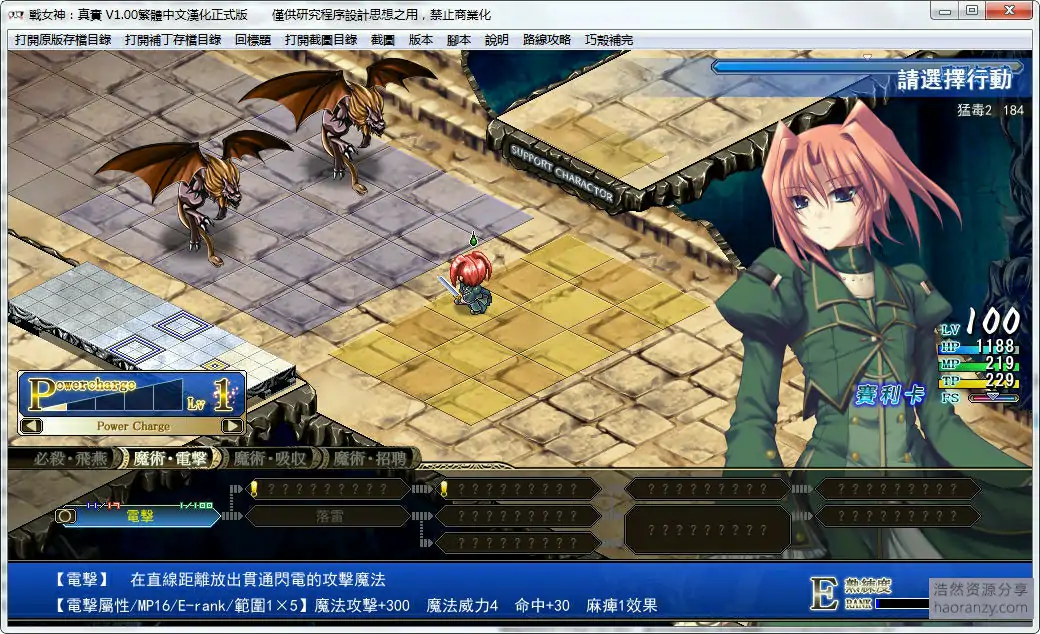 戰女神：真實 V1.00繁體中文漢化正式版 僅供研究程序設計思想之用，禁止商業化
打開原版存檔目錄 打開補丁存檔目錄 回標題 打開截圖目錄 截圖 版本 腳本 說明 路線攻略 巧殼補完
請選擇行動
猛毒2 184
SUPPORT CHARACTOR
LV 100
HP 1188
MP 219
TP 229
FS
賽利卡
Powercharge
Lv 1
Power Charge
必殺·飛燕 魔術·電撃 魔術·吸収 魔術·招聘
? ? ? ? ? ? ? ? ? ? ? ? ? ? ? ? ? ? ? ? ? ? ? ? ? ? ? ? ? ? ? ?
1/100
電撃 落雷 ? ? ? ? ? ? ? ? ? ? ? ? ? ? ? ? ? ? ? ? ? ? ? ?
? ? ? ? ? ? ? ?
【電撃】 在直線距離放出貫通閃電的攻擊魔法
【電撃屬性/MP16/E-rank/範圍1×5】魔法攻擊+300 魔法威力4 命中+30 麻痺1效果
E 熟練度
RANK
浩然资源分享
haoranzy.com